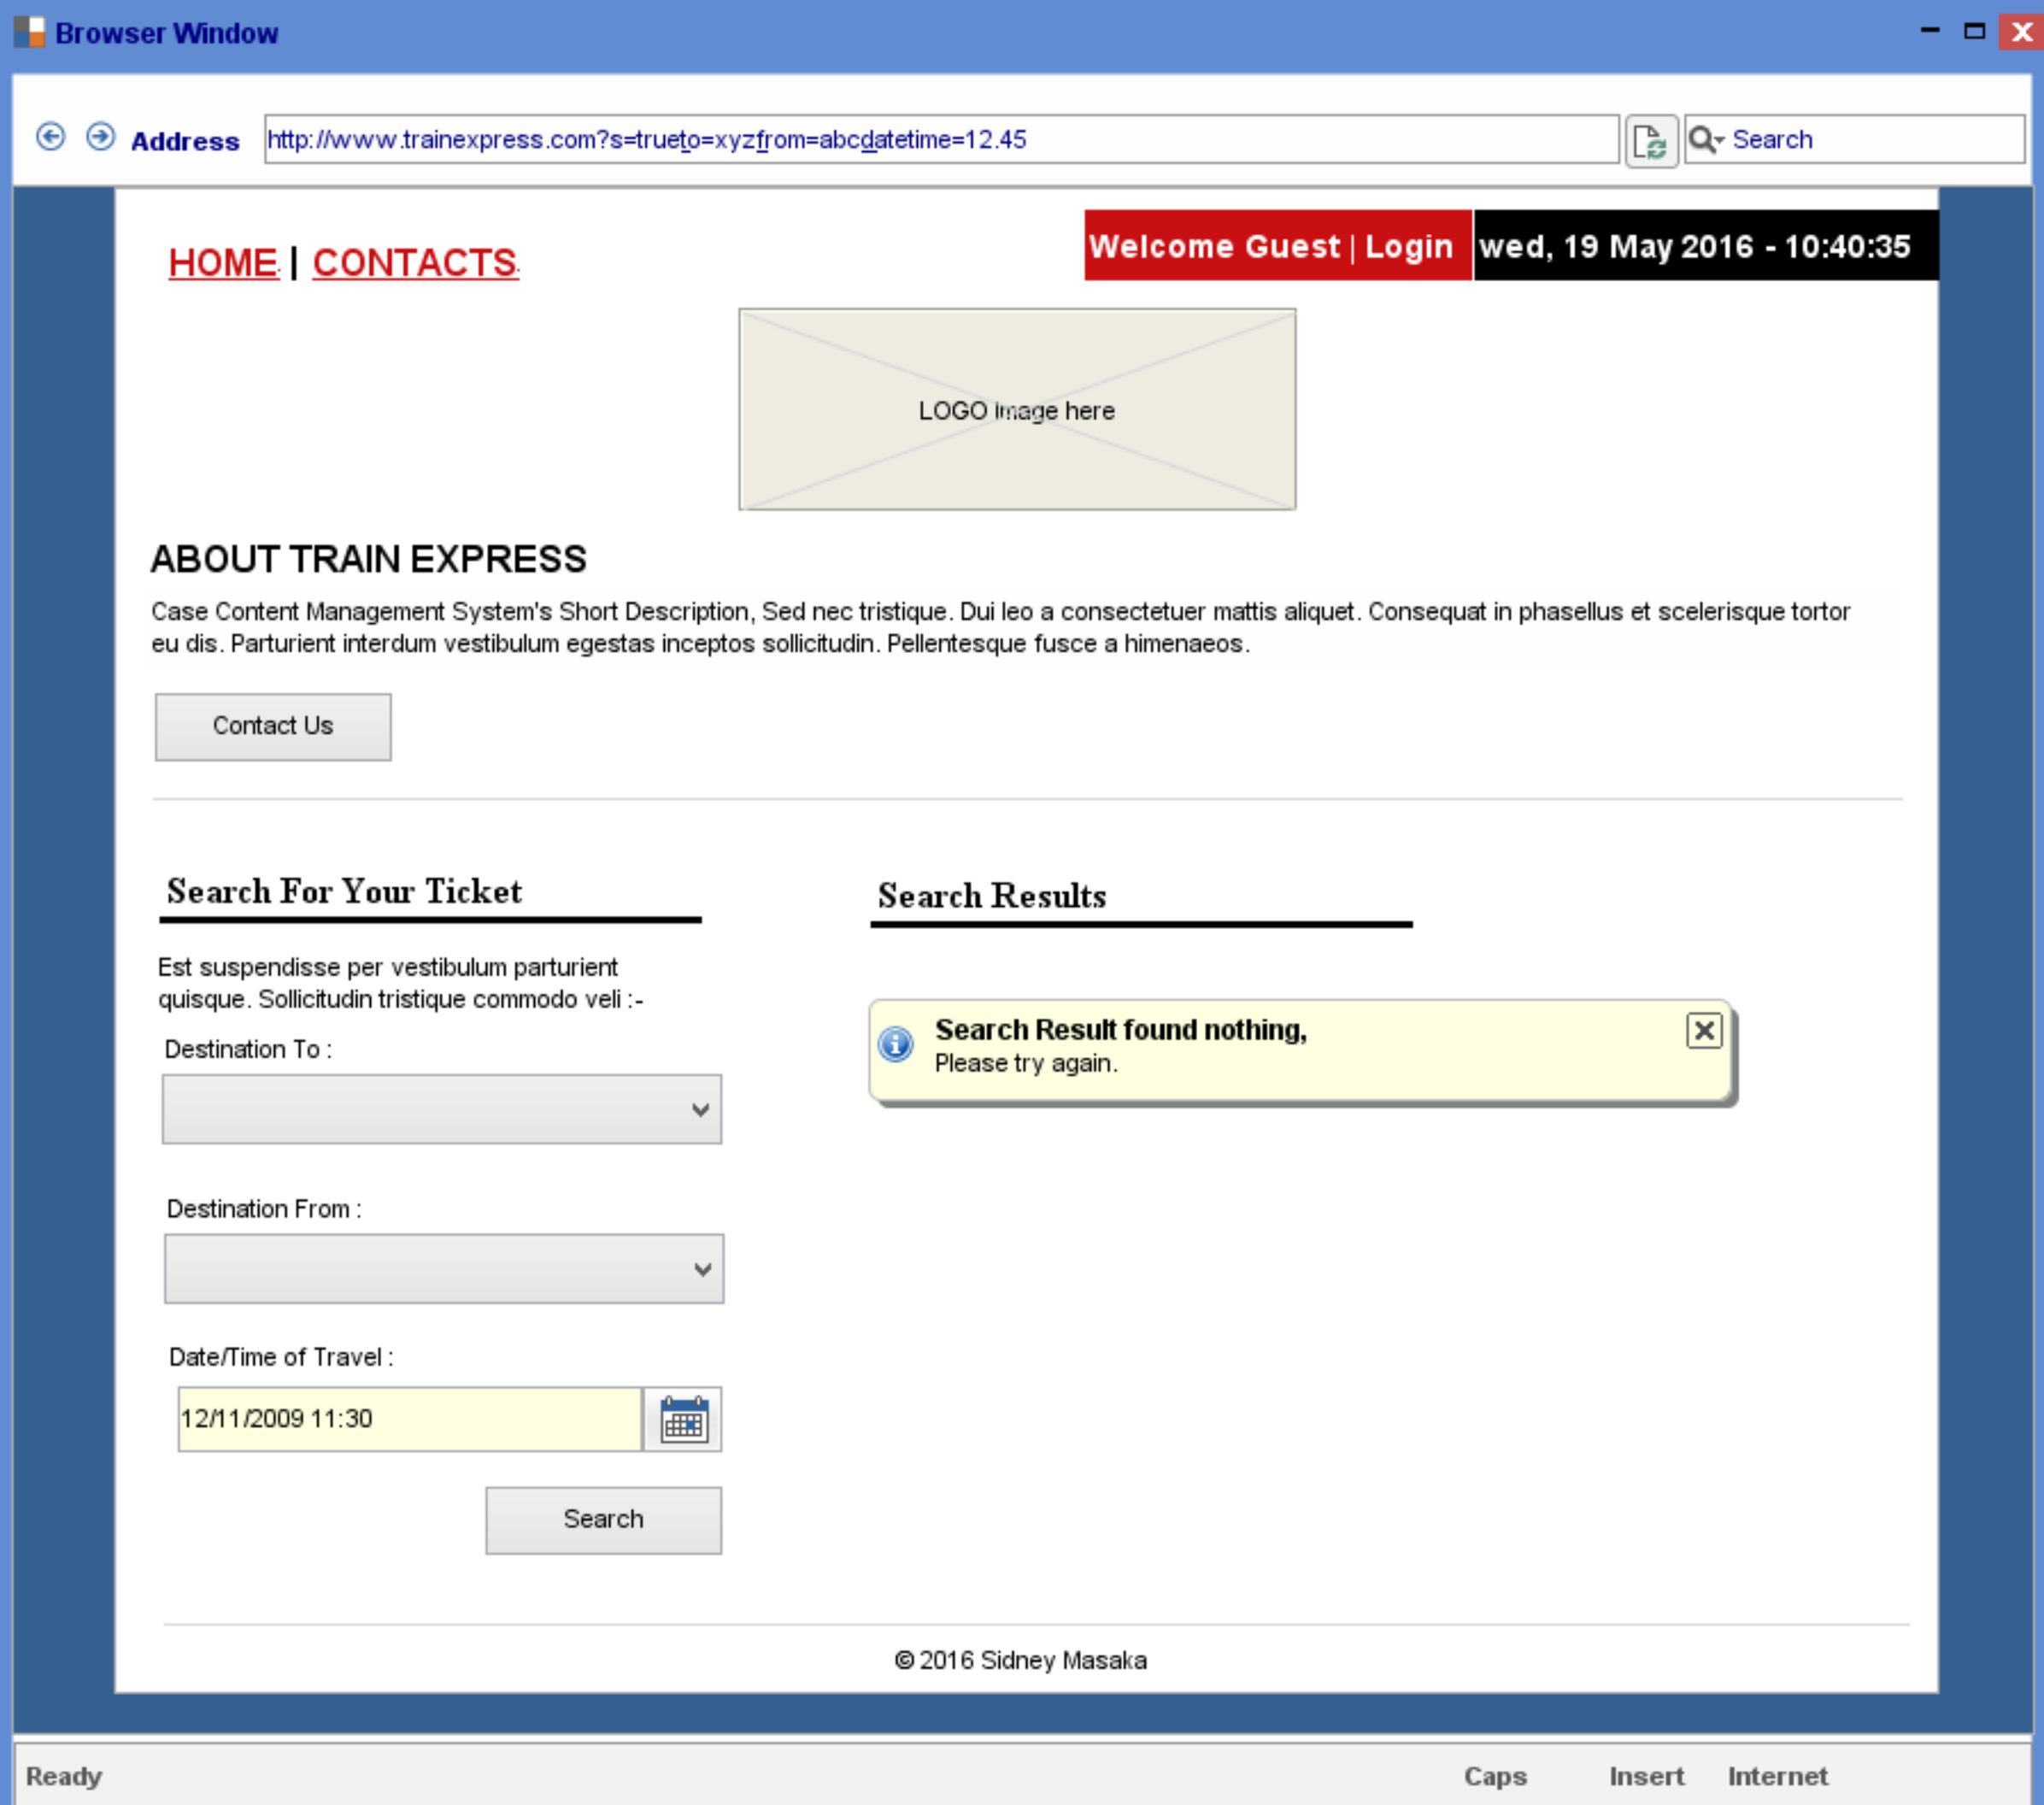 Browser Window
Address http://www.trainexpress.com?s=trueto=xyzfrom=abcdatetime=12.45 Search
HOME | CONTACTS
Welcome Guest | Login wed, 19 May 2016 - 10:40:35
LOGO Image here
ABOUT TRAIN EXPRESS
Case Content Management System's Short Description, Sed nec tristique. Dui leo a consectetuer mattis aliquet. Consequat in phasellus et scelerisque tortor
eu dis. Parturient interdum vestibulum egestas inceptos sollicitudin. Pellentesque fusce a himenaeos.
Contact Us
Search For Your Ticket
Est suspendisse per vestibulum parturient
quisque. Sollicitudin tristique commodo veli :-
Destination To :
Destination From :
Date/Time of Travel :
12/11/2009 11:30
Search
Search Results
Search Result found nothing,
Please try again.
© 2016 Sidney Masaka
Ready Caps Insert Internet